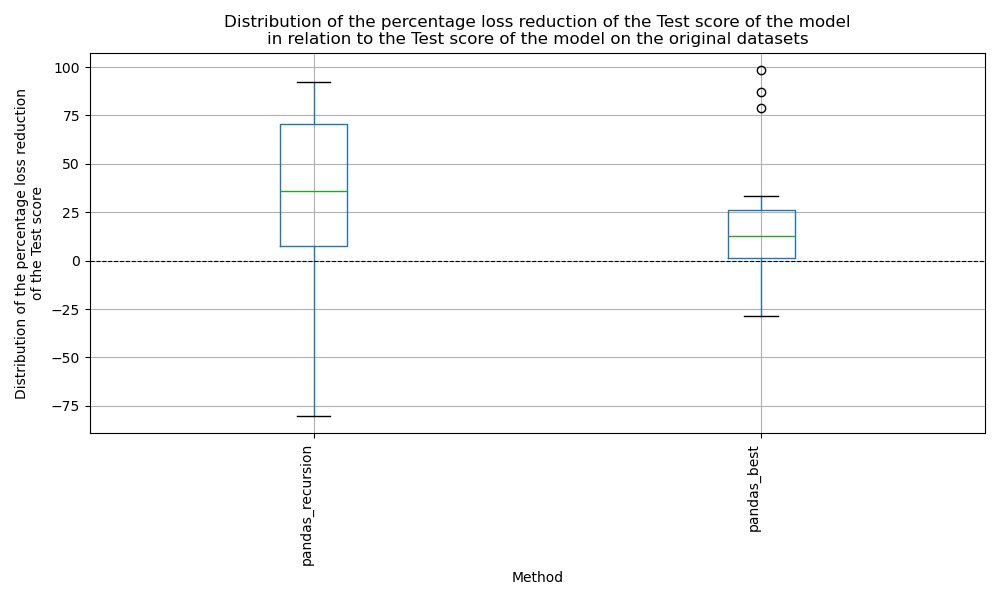 Distribution of the percentage loss reduction of the Test score of the model
in relation to the Test score of the model on the original datasets
Distribution of the percentage loss reduction
of the Test score
100
75
50
25
0
−25
−50
−75
pandas_recursion
pandas_best
Method